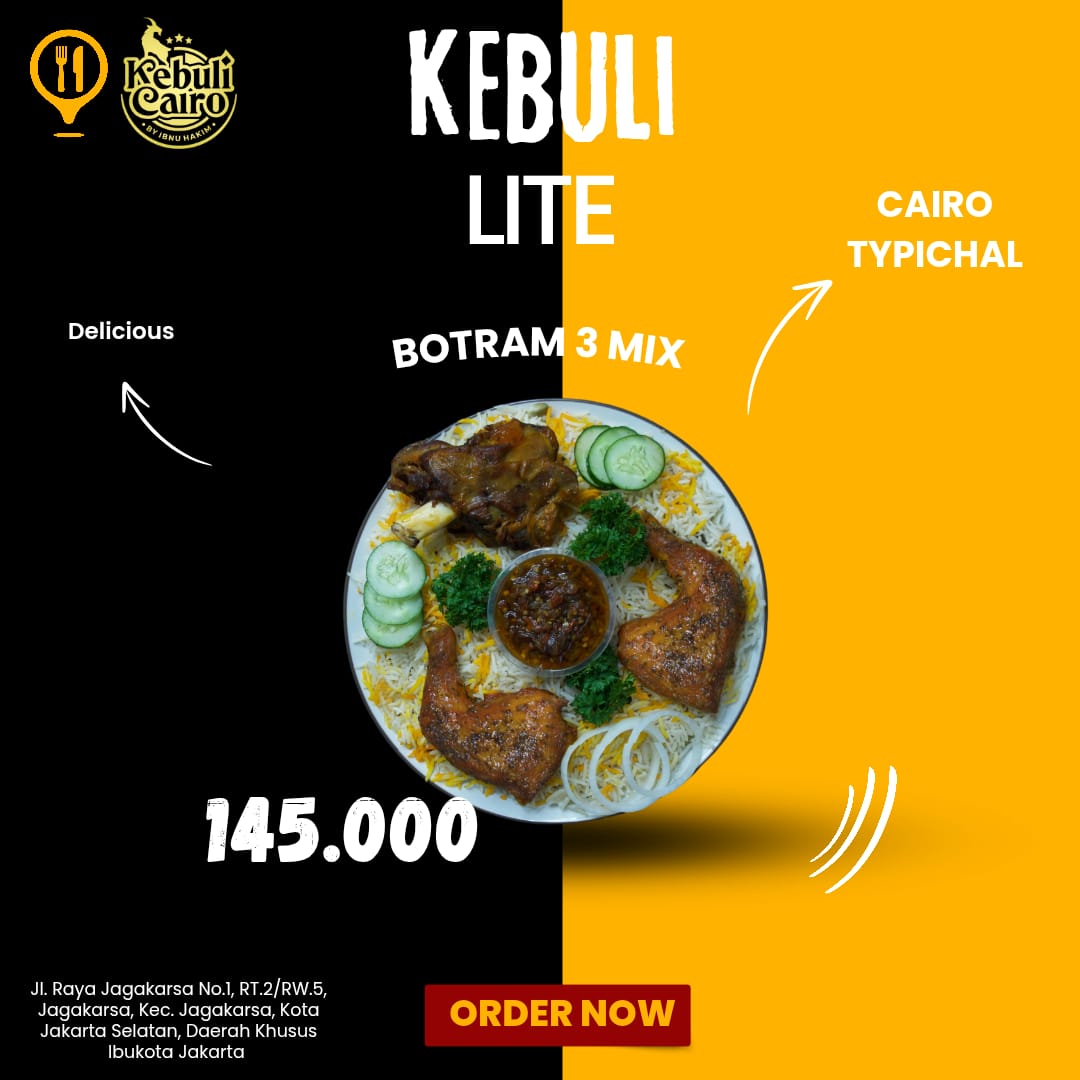 Kebuli
Cairo
• BY IBNU HAKIM •
KEBULI
LITE
CAIRO
TYPICHAL
Delicious
BOTRAM 3 MIX
145.000
Jl. Raya Jagakarsa No.1, RT.2/RW.5,
Jagakarsa, Kec. Jagakarsa, Kota
Jakarta Selatan, Daerah Khusus
Ibukota Jakarta
ORDER NOW